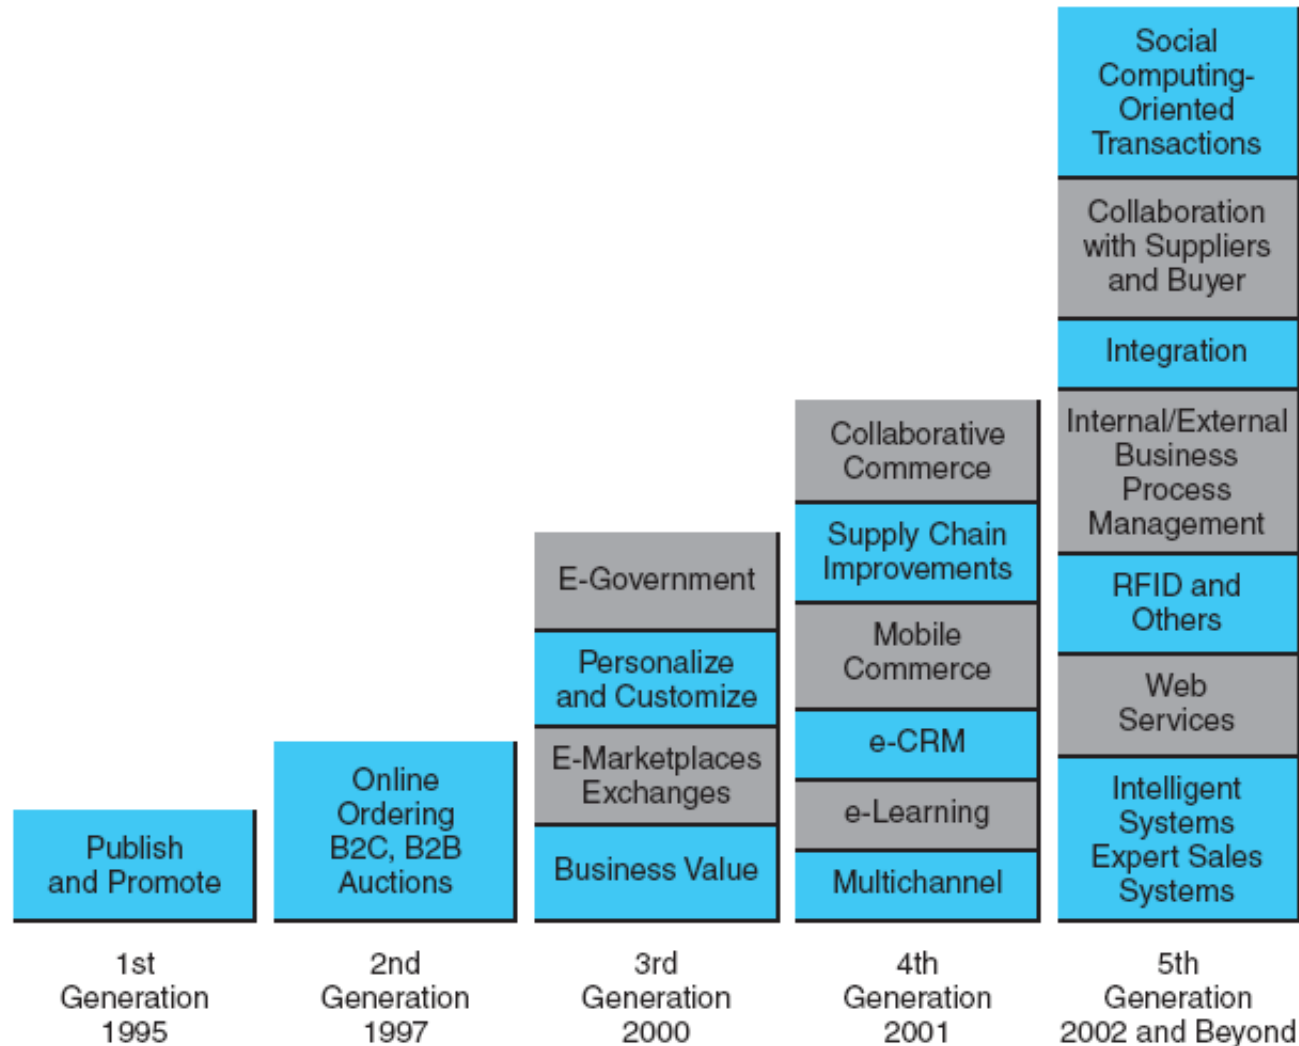 Publish
and Promote
1st
Generation
1995
Online
Ordering
B2C, B2B
Auctions
2nd
Generation
1997
E-Government
Personalize
and Customize
E-Marketplaces
Exchanges
Business Value
3rd
Generation
2000
Collaborative
Commerce
Supply Chain
Improvements
Mobile
Commerce
e-CRM
e-Learning
Multichannel
4th
Generation
2001
Social
Computing-
Oriented
Transactions
Collaboration
with Suppliers
and Buyer
Integration
Internal/External
Business
Process
Management
RFID and
Others
Web
Services
Intelligent
Systems
Expert Sales
Systems
5th
Generation
2002 and Beyond